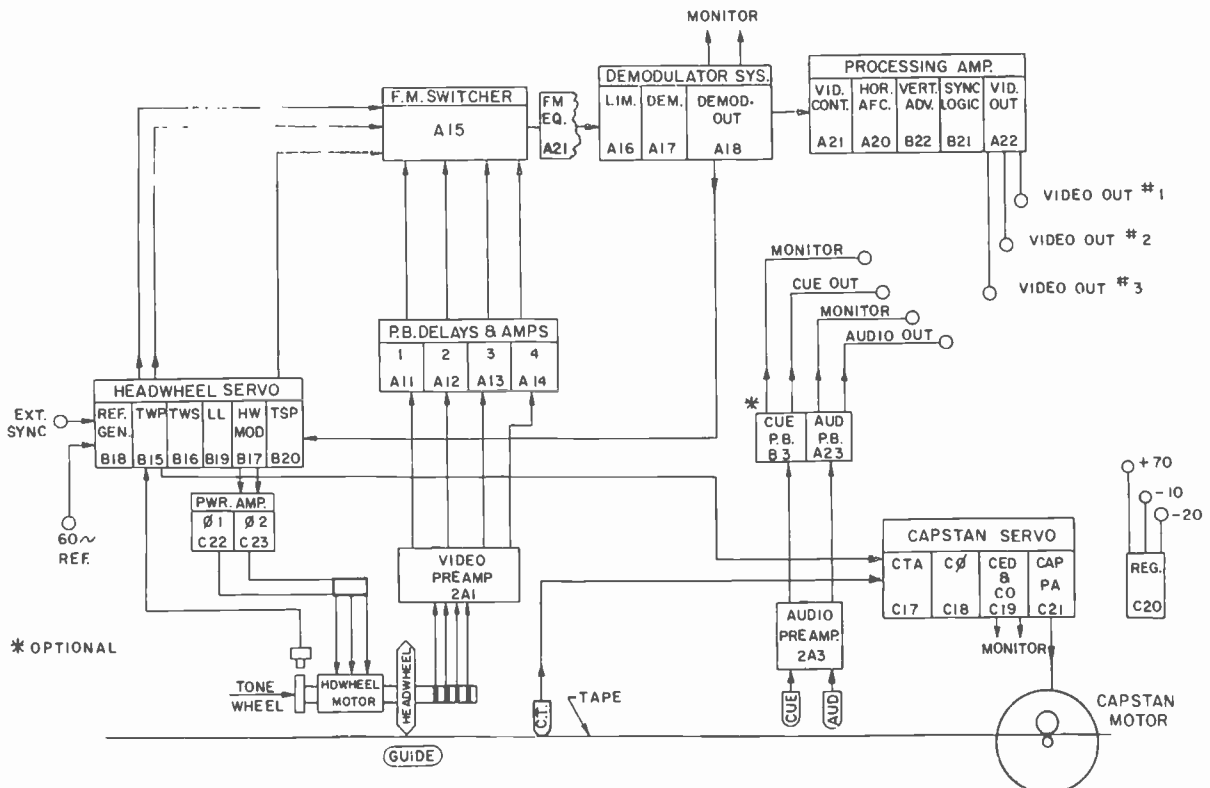 MONITOR
DEMODULATOR SYS.
LIM. DEM. DEMOD. OUT
A16 A17 A18
PROCESSING AMP.
VID. CONT. HOR. AFC. VERT. ADV. SYNC LOGIC VID. OUT
A21 A20 B22 B21 A22
F.M. SWITCHER
A15
FM EQ.
A21
VIDEO OUT #1
VIDEO OUT #2
VIDEO OUT #3
MONITOR
CUE OUT
MONITOR
AUDIO OUT
P.B. DELAYS & AMPS
1 2 3 4
A11 A12 A13 A14
HEADWHEEL SERVO
REF. GEN. TWP TWS LL HW MOD TSP
B18 B15 B16 B19 B17 B20
EXT. SYNC
60~ REF.
*
CUE P.B. B3
AUD P.B. A23
PWR. AMP.
Ø1 Ø2
C22 C23
VIDEO PREAMP 2A1
+70
-10
-20
REG.
C20
CAPSTAN SERVO
CTA CØ CED & CO CAP PA
C17 C18 C19 C21
MONITOR
AUDIO PREAMP. 2A3
* OPTIONAL
TONE WHEEL
HDWHEEL MOTOR
HEADWHEEL
C.T.
TAPE
CUE
AUD
CAPSTAN MOTOR
GUIDE